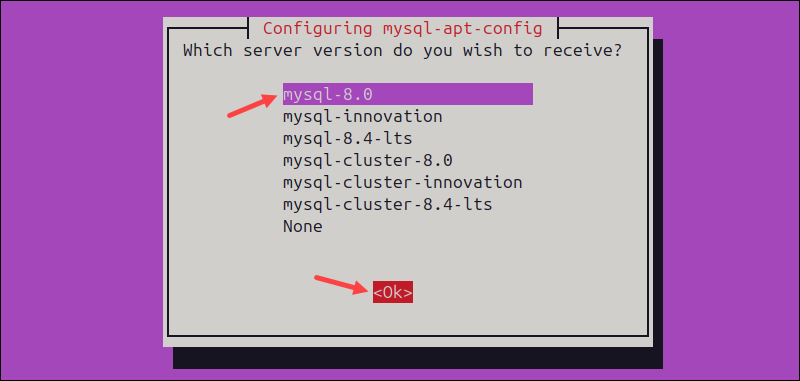 Configuring mysql-apt-config
Which server version do you wish to receive?
mysql-8.0
mysql-innovation
mysql-8.4-lts
mysql-cluster-8.0
mysql-cluster-innovation
mysql-cluster-8.4-lts
None
<Ok>